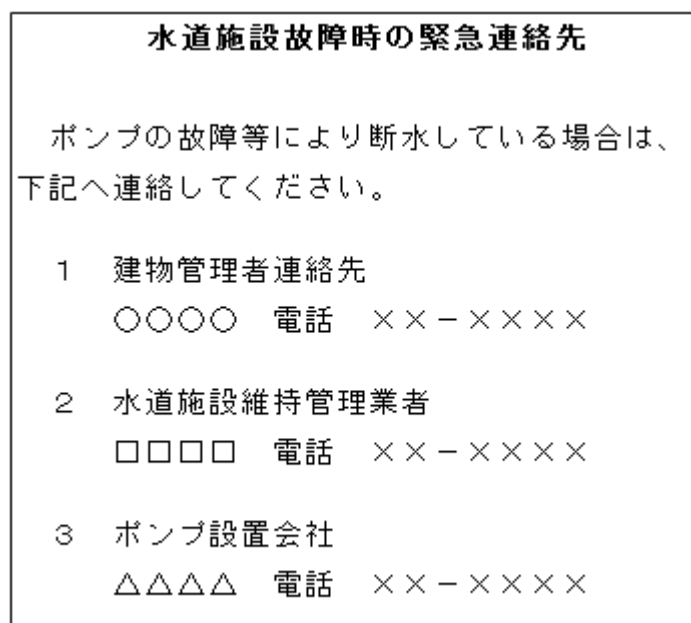 水道施設故障時の緊急連絡先
ポンプの故障等により断水している場合は、
下記へ連絡してください。
1 建物管理者連絡先
○○○○ 電話 ××－××××
2 水道施設維持管理業者
□□□□ 電話 ××－××××
3 ポンプ設置会社
△△△△ 電話 ××－××××